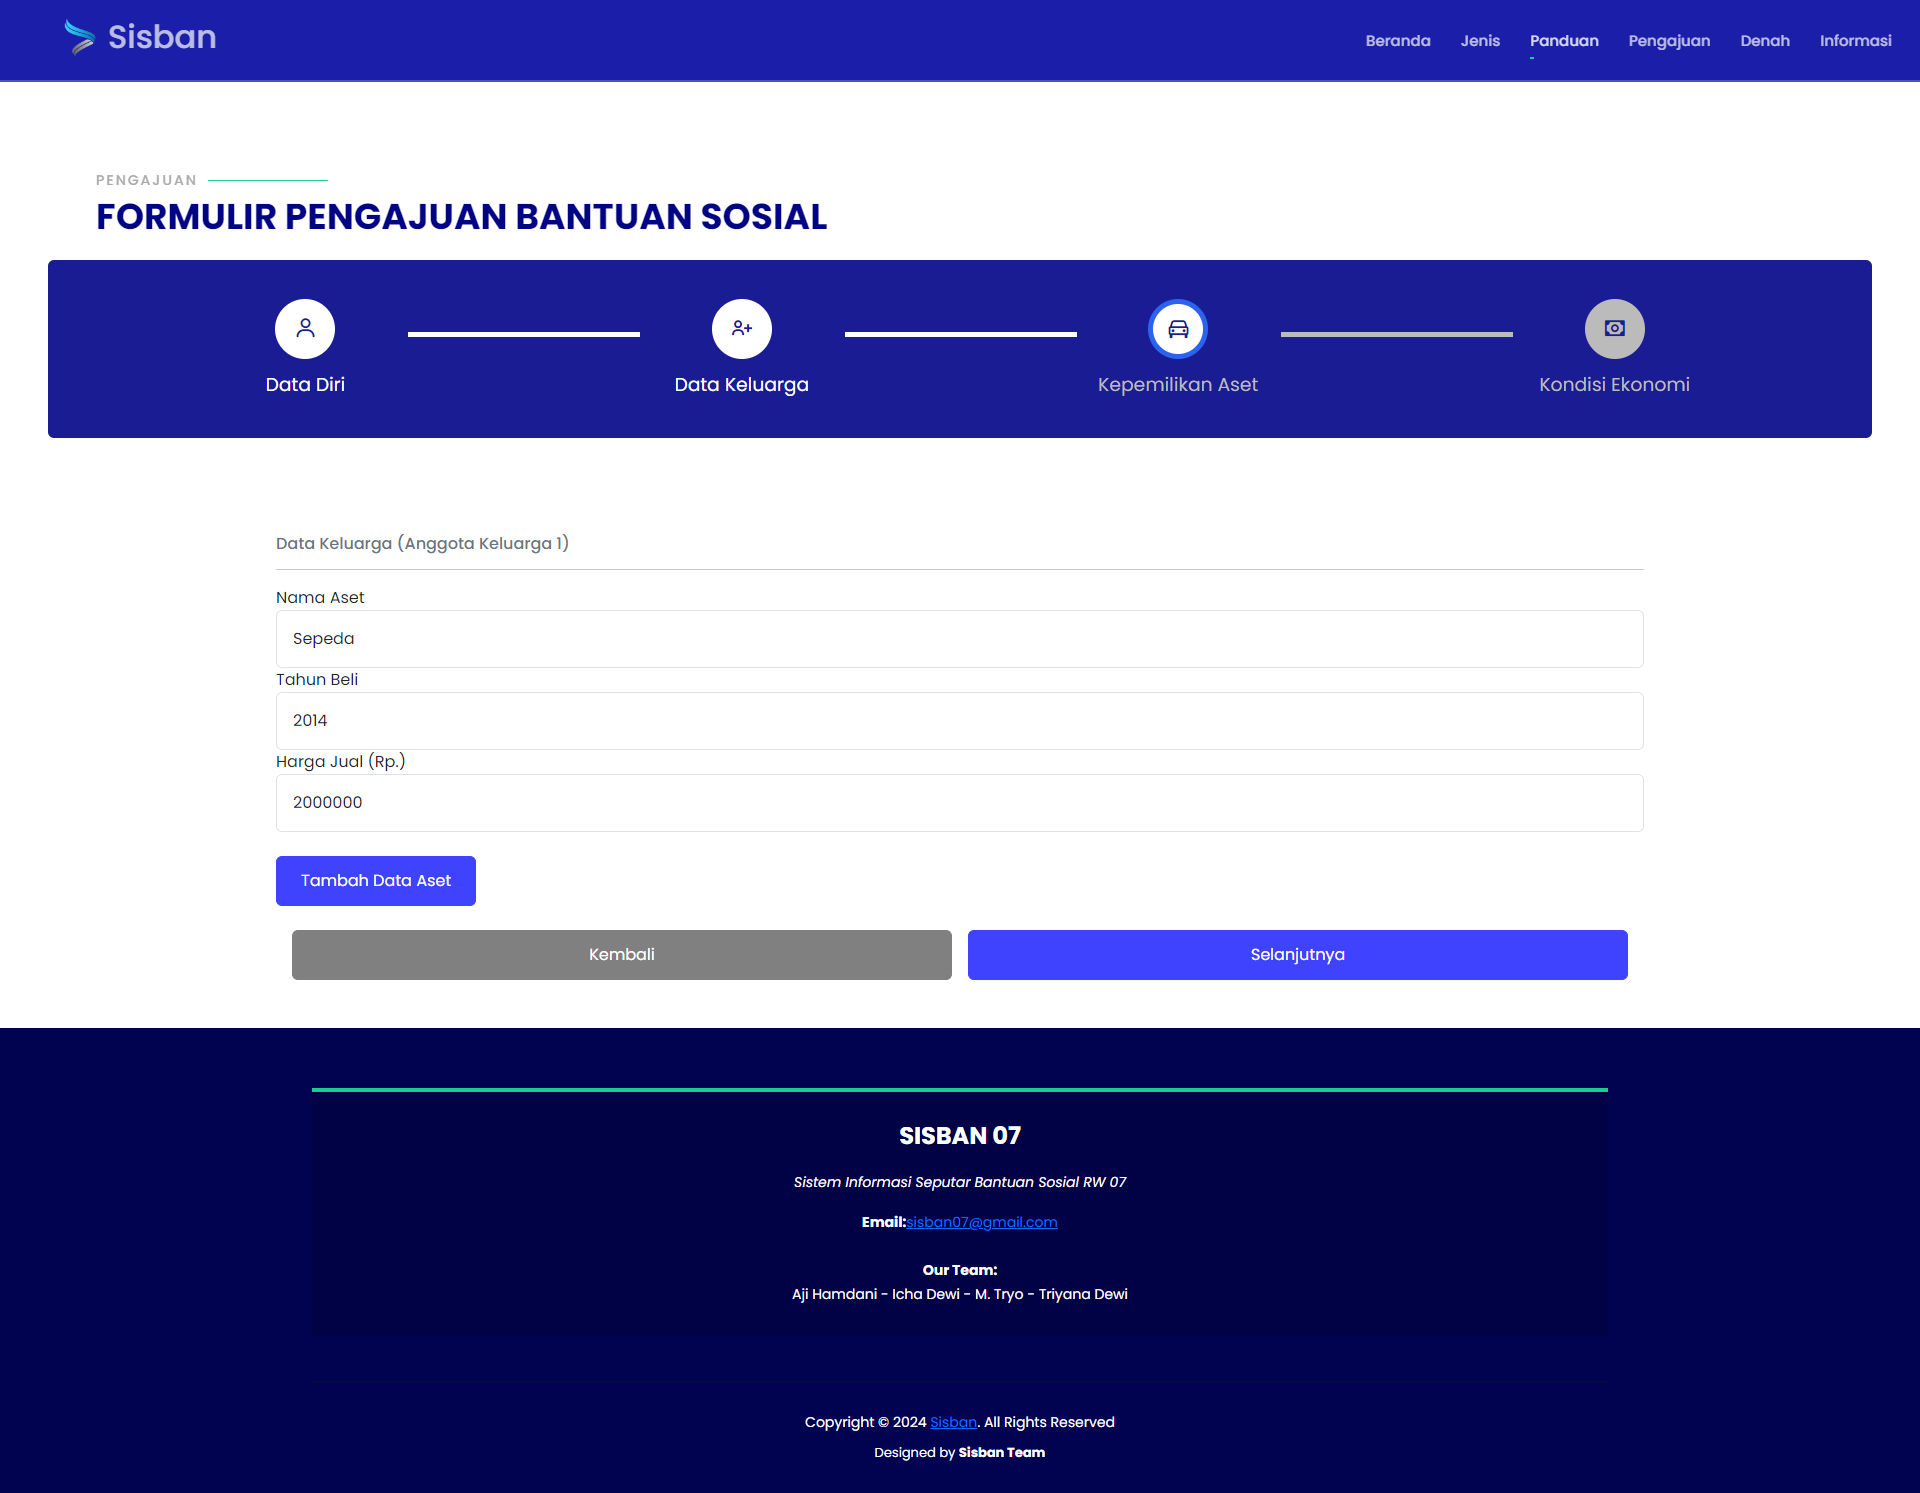 Sisban
Beranda Jenis Panduan Pengajuan Denah Informasi
PENGAJUAN
FORMULIR PENGAJUAN BANTUAN SOSIAL
Data Diri Data Keluarga Kepemilikan Aset Kondisi Ekonomi
Data Keluarga (Anggota Keluarga 1)
Nama Aset
Sepeda
Tahun Beli
2014
Harga Jual (Rp.)
2000000
Tambah Data Aset
Kembali Selanjutnya
SISBAN 07
Sistem Informasi Seputar Bantuan Sosial RW 07
Email:sisban07@gmail.com
Our Team:
Aji Hamdani - Icha Dewi - M. Tryo - Triyana Dewi
Copyright © 2024 Sisban. All Rights Reserved
Designed by Sisban Team